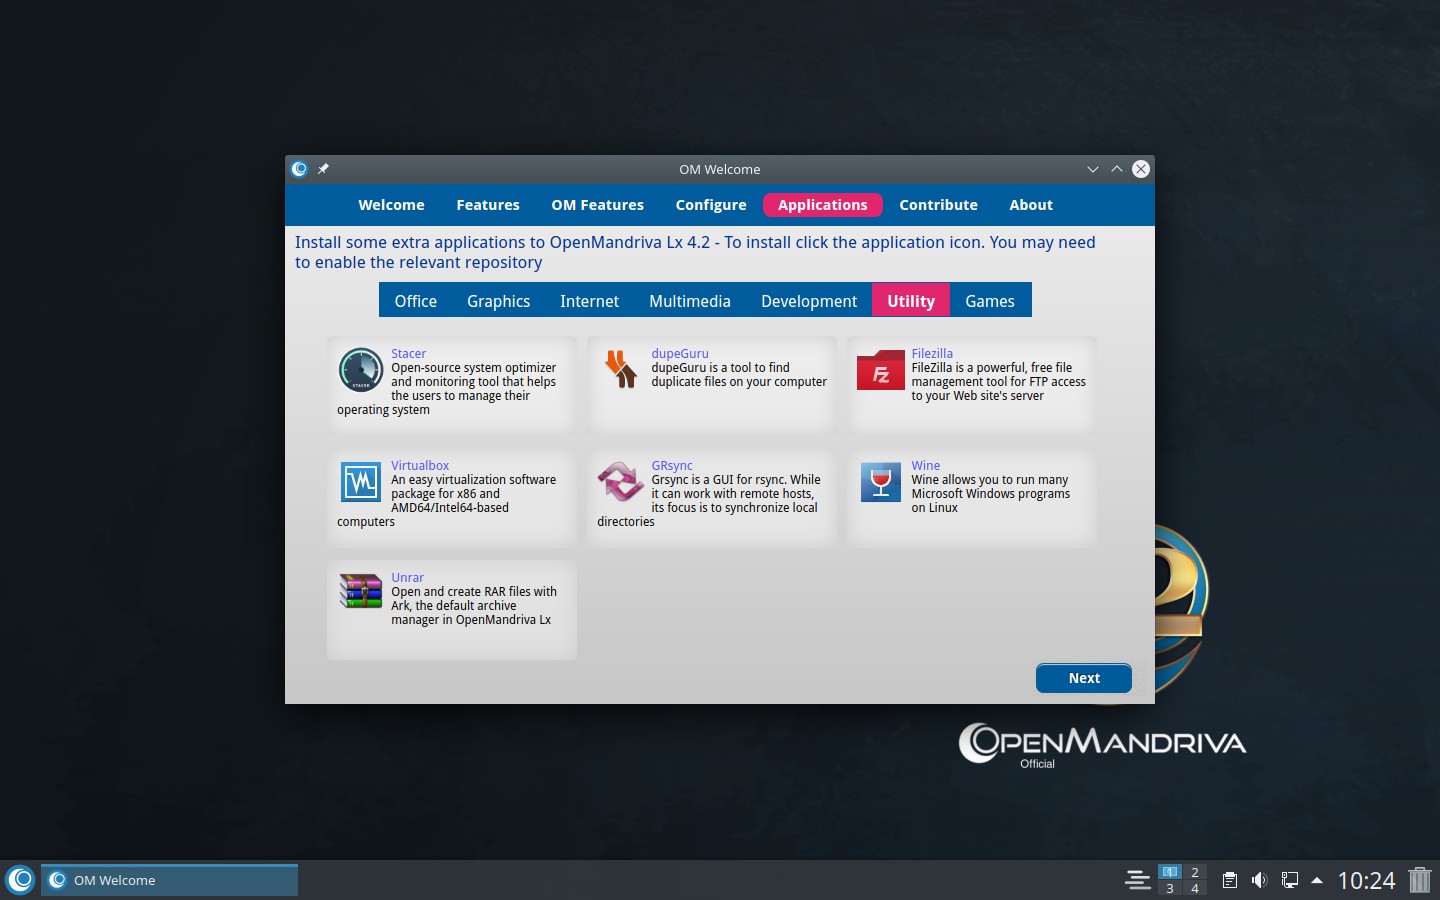 OM Welcome
Welcome Features OM Features Configure Applications Contribute About
Install some extra applications to OpenMandriva Lx 4.2 - To install click the application icon. You may need
to enable the relevant repository
Office Graphics Internet Multimedia Development Utility Games
Stacer
Open-source system optimizer
and monitoring tool that helps
the users to manage their
operating system
STACER
dupeGuru
dupeGuru is a tool to find
duplicate files on your computer
Filezilla
FileZilla is a powerful, free file
management tool for FTP access
to your Web site's server
Fz
Virtualbox
An easy virtualization software
package for x86 and
AMD64/Intel64-based
computers
GRsync
Grsync is a GUI for rsync. While
it can work with remote hosts,
its focus is to synchronize local
directories
Wine
Wine allows you to run many
Microsoft Windows programs
on Linux
Unrar
Open and create RAR files with
Ark, the default archive
manager in OpenMandriva Lx
Next
2
OPENMANDRIVA
Official
OM Welcome
1 2
3 4
10:24